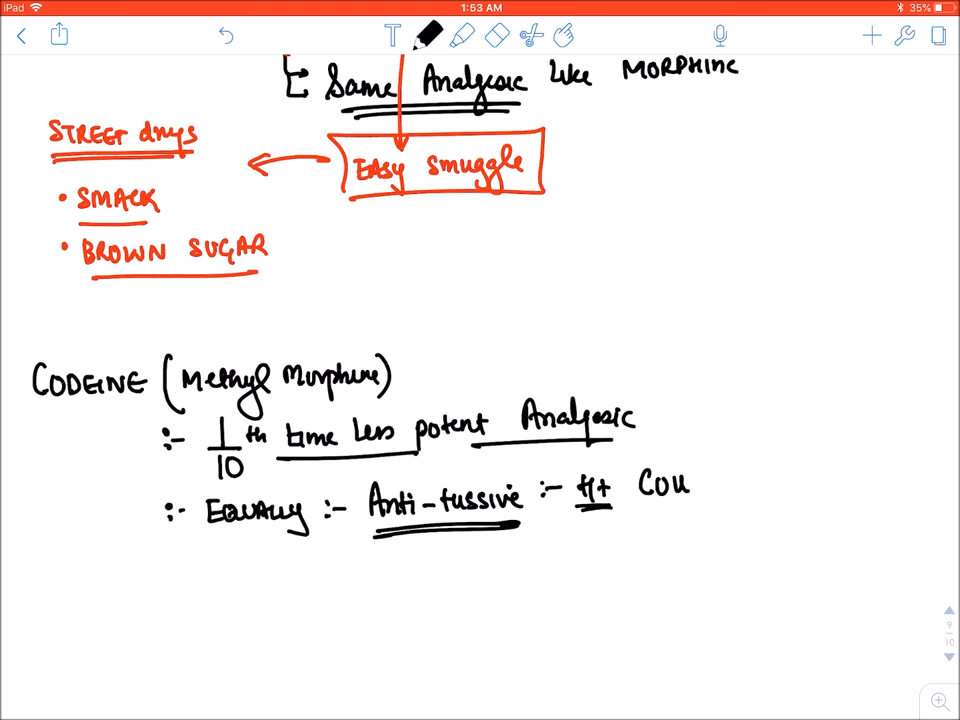 iPad 1:53 AM 35%
T
Same Analgesic like MORPHINE
STREET drugs
EASY smuggle
• SMACK
• BROWN SUGAR
CODEINE (Methyl Morphine)
:- 1/10 th time less potent Analgesic
:- EQUALLY :- Anti-tussive :- COU
9
10